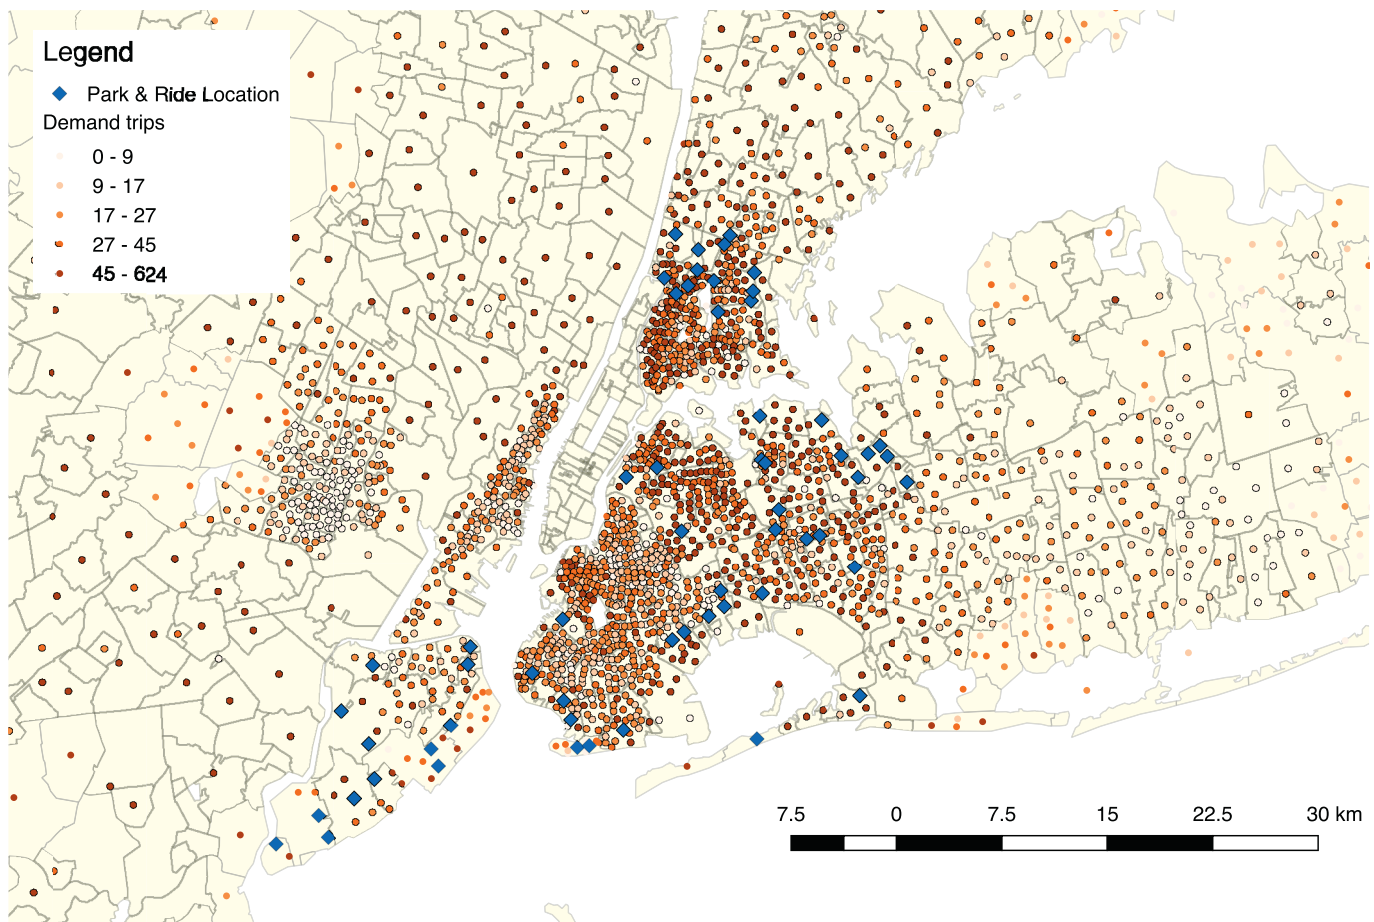 Legend
Park & Ride Location
Demand trips
0 - 9
9 - 17
17 - 27
27 - 45
45 - 624
7.5 0 7.5 15 22.5 30 km